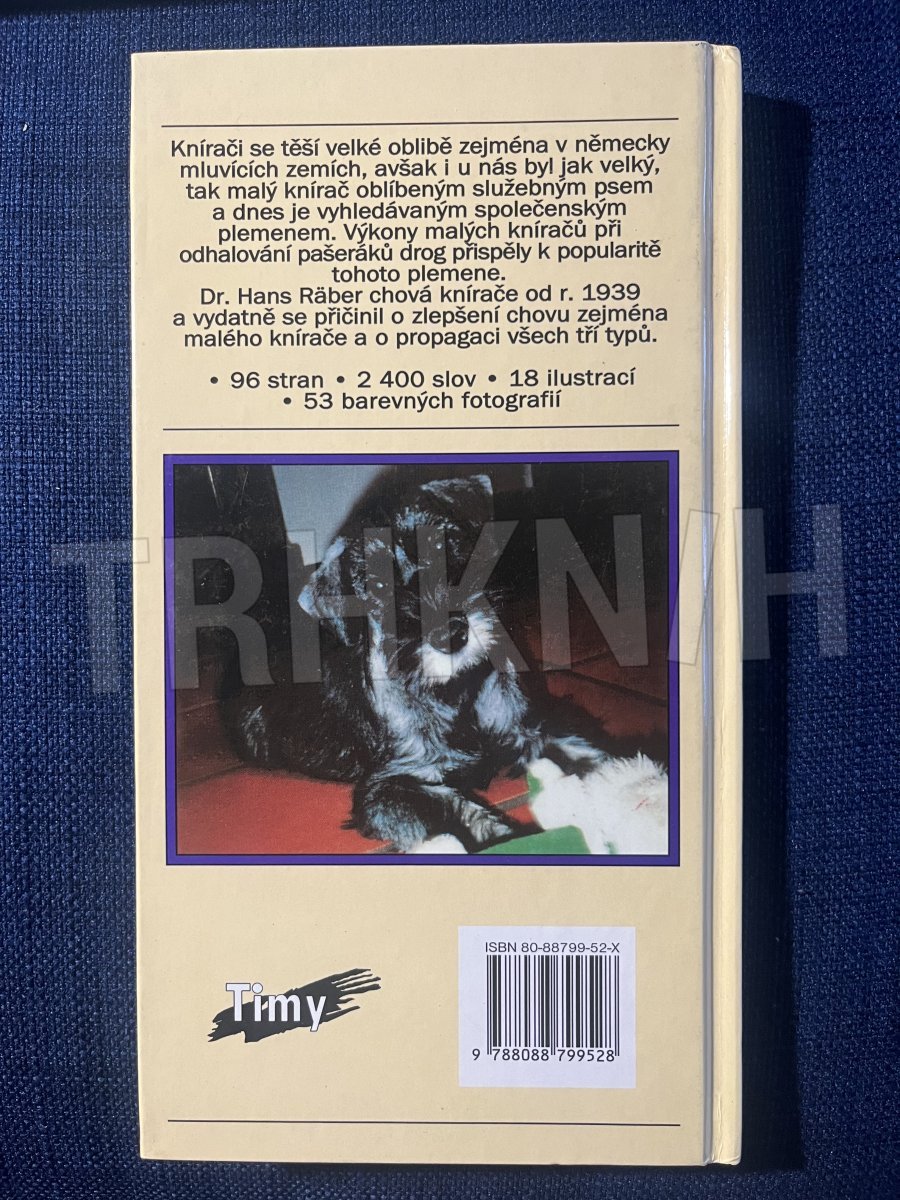 Knírači se těší velké oblibě zejména v německy
mluvících zemích, avšak i u nás byl jak velký,
tak malý knírač oblíbeným služebným psem
a dnes je vyhledávaným společenským
plemenem. Výkony malých kníračů při
odhalování pašeráků drog přispěly k popularitě
tohoto plemene.
Dr. Hans Räber chová knírače od r. 1939
a vydatně se přičinil o zlepšení chovu zejména
malého knírače a o propagaci všech tří typů.
• 96 stran • 2 400 slov • 18 ilustrací
• 53 barevných fotografií
TRHKNIH
ISBN 80-88799-52-X
Timy
9 788088 799528